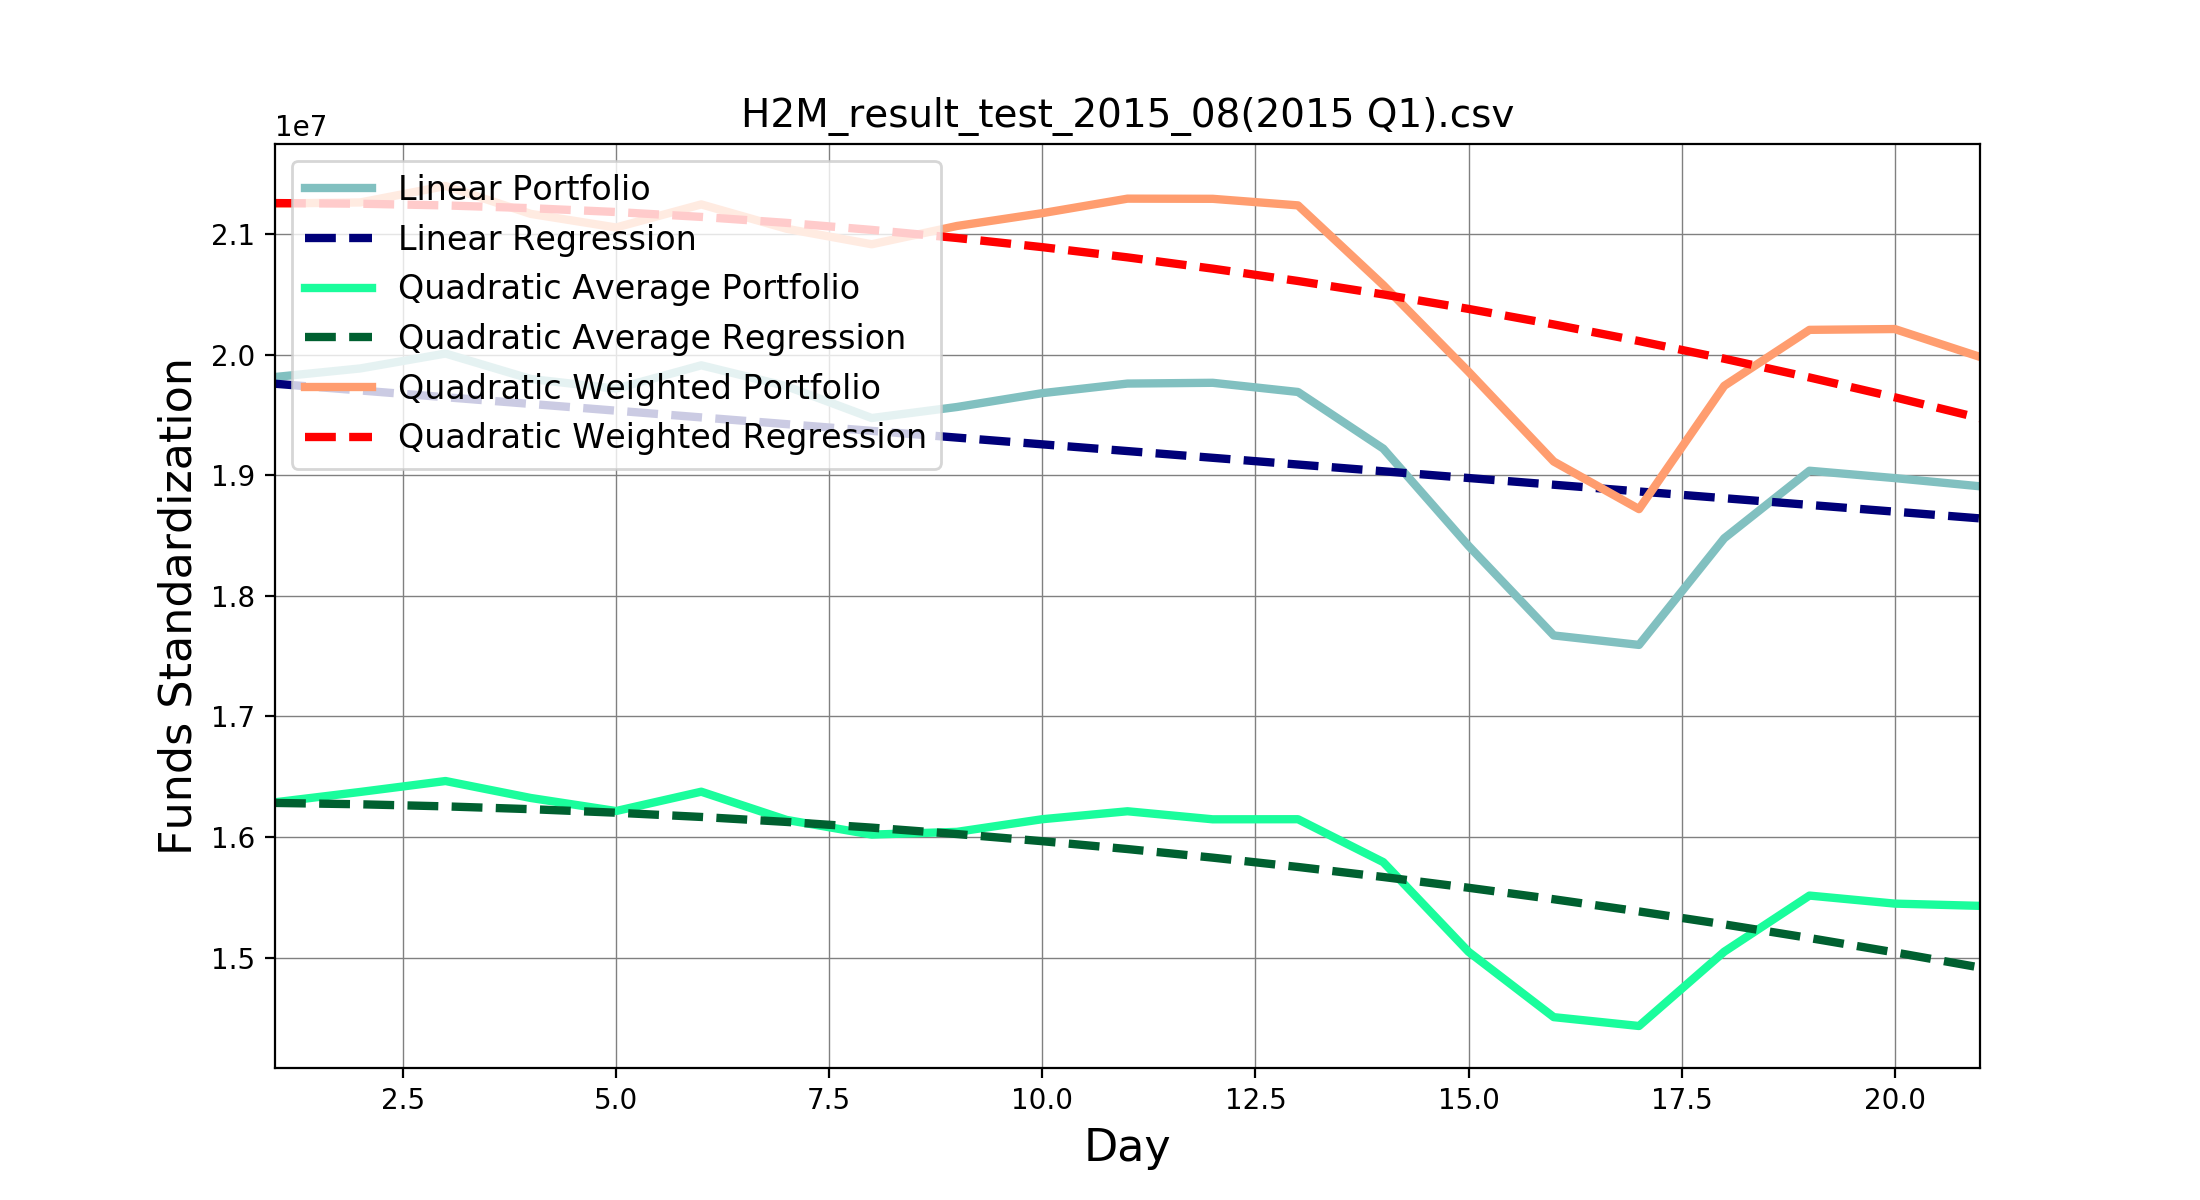 H2M_result_test_2015_08(2015 Q1).csv
1e7
Linear Portfolio
Linear Regression
Quadratic Average Portfolio
Quadratic Average Regression
Quadratic Weighted Portfolio
Quadratic Weighted Regression
2.1
2.0
1.9
1.8
1.7
1.6
1.5
Funds Standardization
2.5 5.0 7.5 10.0 12.5 15.0 17.5 20.0
Day